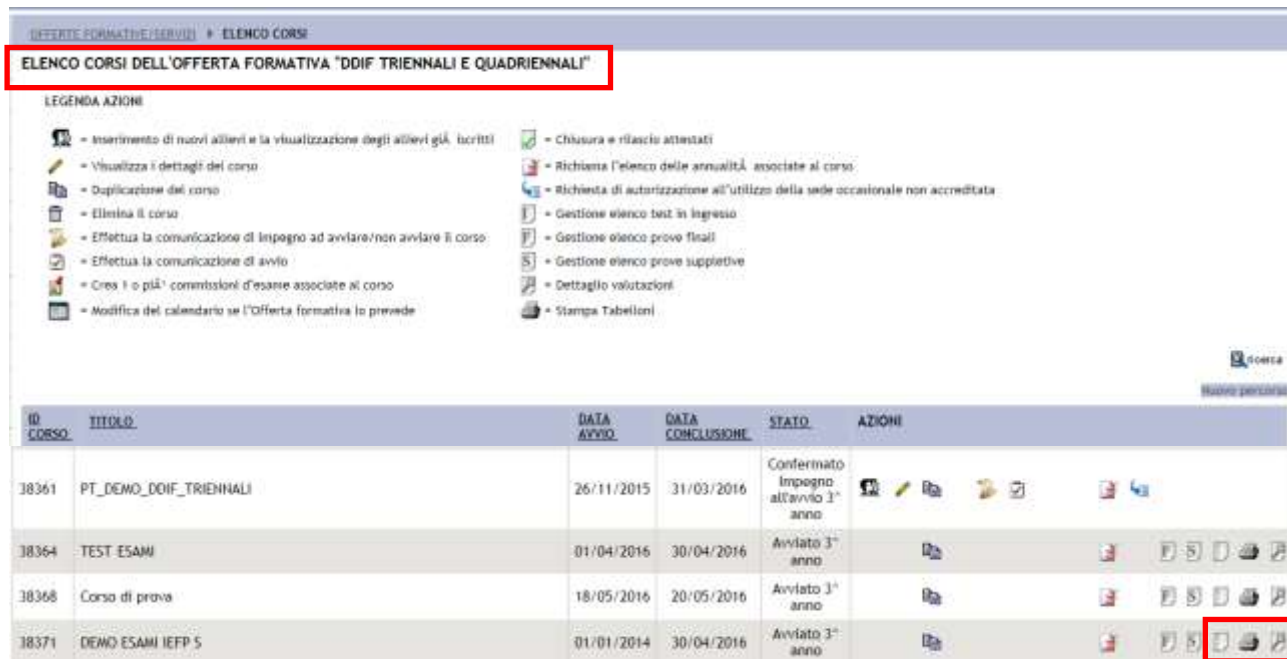 OFFERTE FORMATIVE/SERVIZI ELENCO CORSI
ELENCO CORSI DELL'OFFERTA FORMATIVA "DDIF TRIENNALI E QUADRIENNALI"
LEGENDA AZIONI
= Inserimento di nuovi allievi e la visualizzazione degli allievi giÃ iscritti
= Visualizza i dettagli del corso
= Duplicazione del corso
= Elimina il corso
= Effettua la comunicazione di impegno ad avviare/non avviare il corso
= Effettua la comunicazione di avvio
= Crea 1 o piÃ¹ commissioni d'esame associate al corso
= Modifica del calendario se l'Offerta formativa lo prevede
= Chiusura e rilascio attestati
= Richiama l'elenco delle annualitÃ associate al corso
= Richiesta di autorizzazione all'utilizzo della sede occasionale non accreditata
I = Gestione elenco test in ingresso
F = Gestione elenco prove finali
S = Gestione elenco prove suppletive
= Dettaglio valutazioni
= Stampa Tabelloni
ricerca
Nuovo percorso
ID CORSO TITOLO DATA AVVIO DATA CONCLUSIONE STATO AZIONI
38361 PT_DEMO_DDIF_TRIENNALI 26/11/2015 31/03/2016 Confermato Impegno all'avvio 3^ anno
38364 TEST ESAMI 01/04/2016 30/04/2016 Avviato 3^ anno F S I
38368 Corso di prova 18/05/2016 20/05/2016 Avviato 3^ anno F S I
38371 DEMO ESAMI IEFP 5 01/01/2014 30/04/2016 Avviato 3^ anno F S I